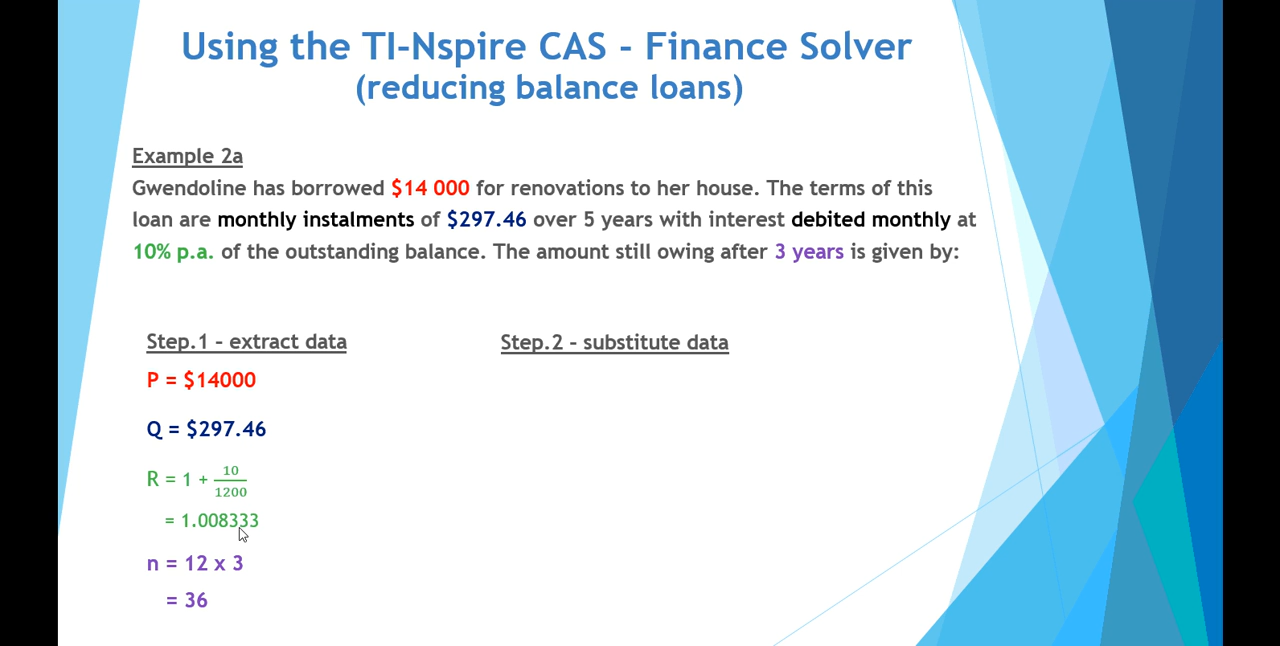 Using the TI-Nspire CAS - Finance Solver
(reducing balance loans)
Example 2a
Gwendoline has borrowed $14 000 for renovations to her house. The terms of this
loan are monthly instalments of $297.46 over 5 years with interest debited monthly at
10% p.a. of the outstanding balance. The amount still owing after 3 years is given by:
Step.1 – extract data
Step.2 – substitute data
P = $14000
Q = $297.46
R = 1 + 10/1200
= 1.008333
n = 12 x 3
= 36